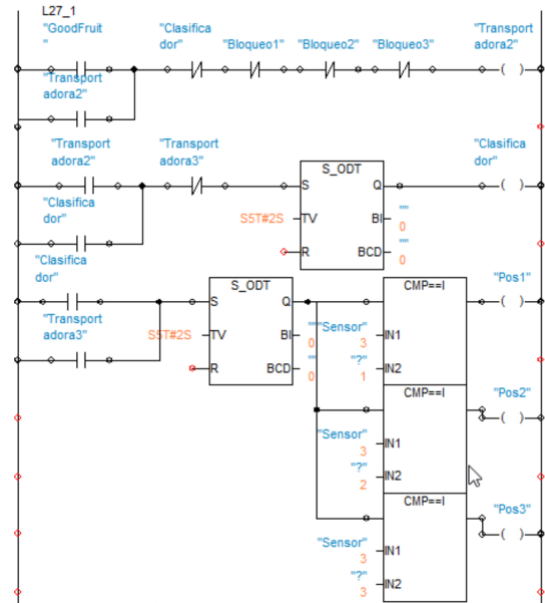 L27_1
"GoodFruit
"
"Clasifica
dor"
"Bloqueo1"
"Bloqueo2"
"Bloqueo3"
"Transport
adora2"
"Transport
adora2"
"Transport
adora2"
"Transport
adora3"
S_ODT
"Clasifica
dor"
S
Q
"Clasifica
dor"
S5T#2S
TV
BI
""
0
R
BCD
""
0
"Clasifica
dor"
S_ODT
CMP==I
"Pos1"
S
Q
"Transport
adora3"
S5T#2S
TV
BI
""
0
"Sensor"
3
IN1
R
BCD
""
0
"?"
1
IN2
CMP==I
"Pos2"
"Sensor"
3
IN1
"?"
2
IN2
CMP==I
"Pos3"
"Sensor"
3
IN1
"?"
3
IN2